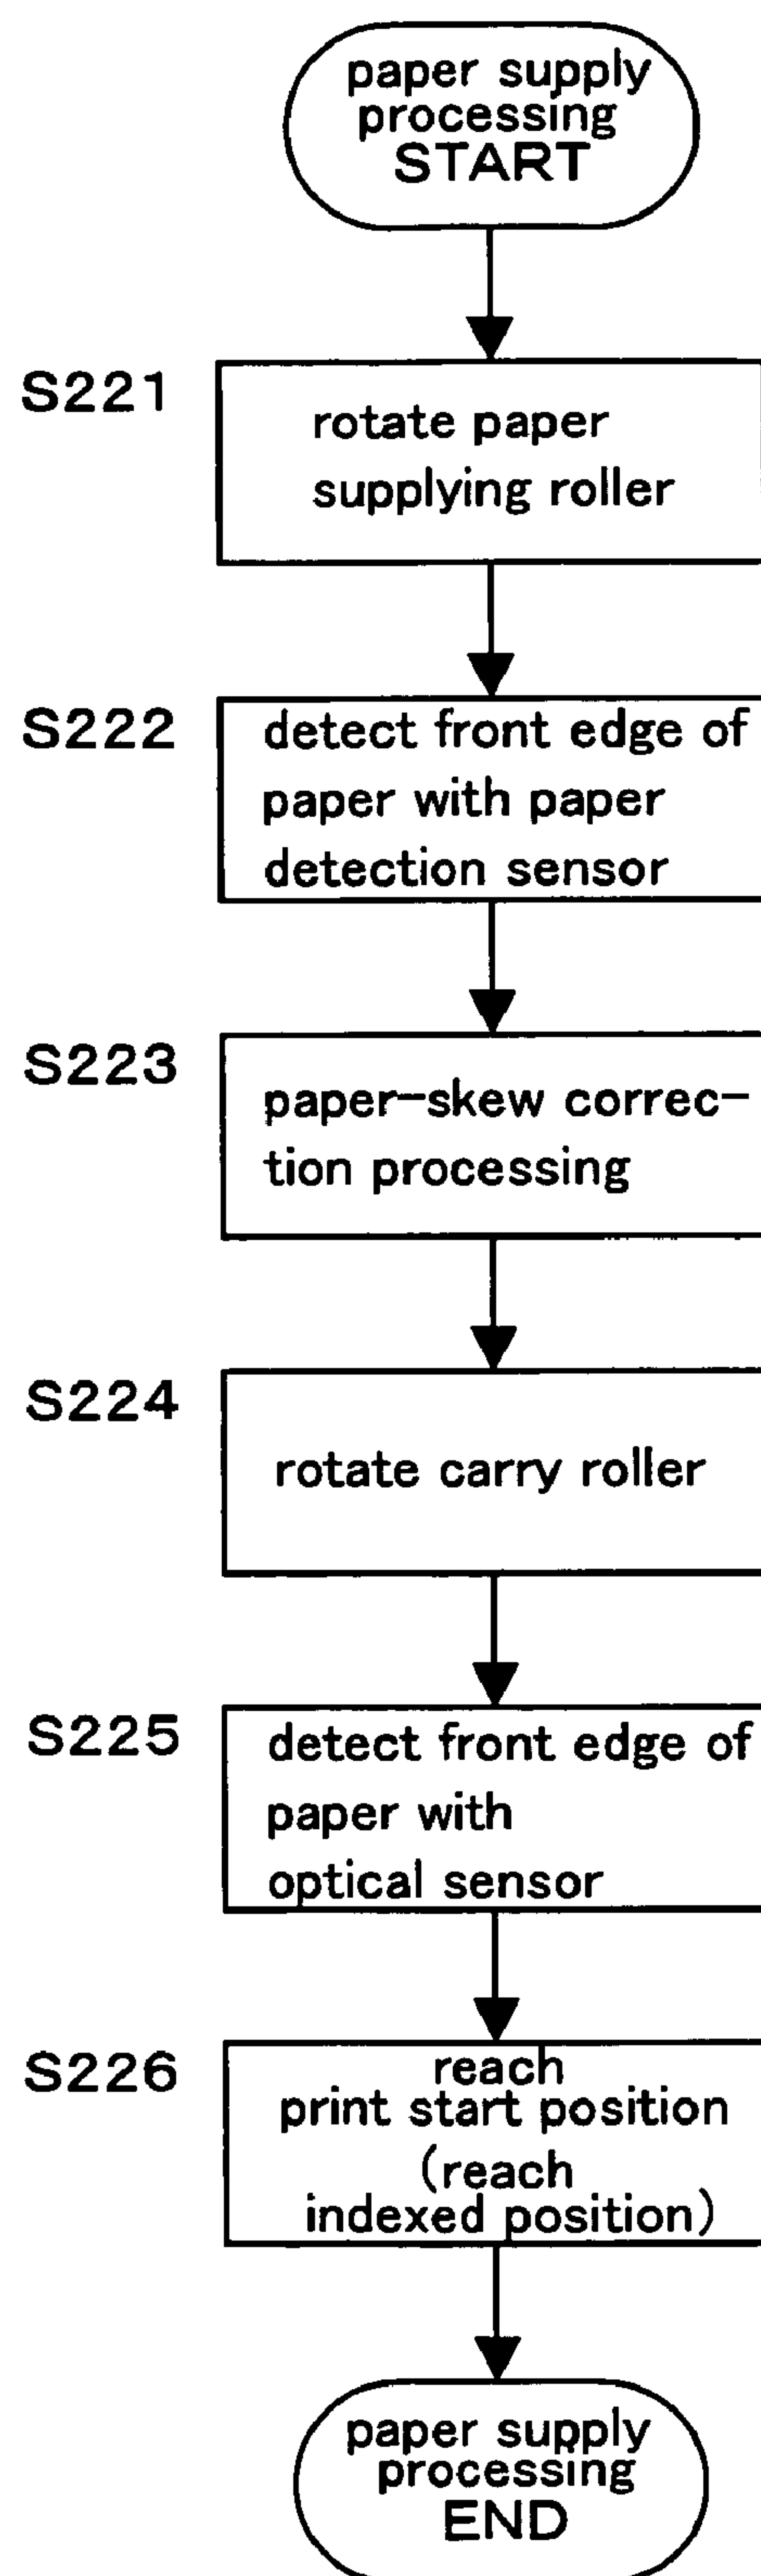 paper supply
processing
START
S221
rotate paper
supplying roller
S222
detect front edge of
paper with paper
detection sensor
S223
paper-skew correc-
tion processing
S224
rotate carry roller
S225
detect front edge of
paper with
optical sensor
S226
reach
print start position
(reach
indexed position)
paper supply
processing
END